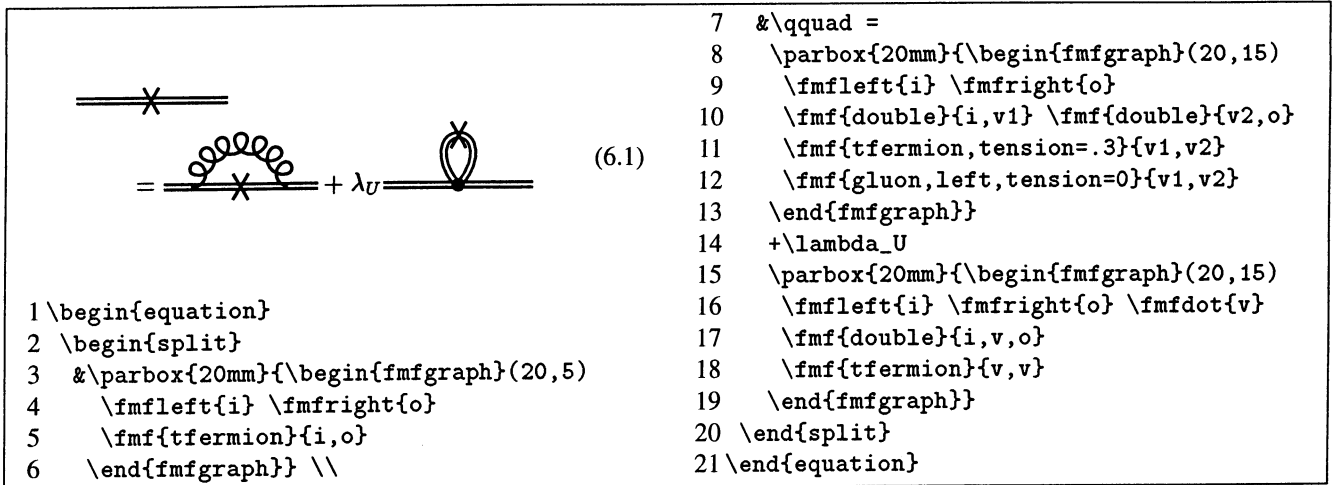 = + λ_U (6.1)
1 \begin{equation}
2 \begin{split}
3 &\parbox{20mm}{\begin{fmfgraph}(20,5)
4 \fmfleft{i} \fmfright{o}
5 \fmf{tfermion}{i,o}
6 \end{fmfgraph}} \\
7 &\qquad =
8 \parbox{20mm}{\begin{fmfgraph}(20,15)
9 \fmfleft{i} \fmfright{o}
10 \fmf{double}{i,v1} \fmf{double}{v2,o}
11 \fmf{tfermion,tension=.3}{v1,v2}
12 \fmf{gluon,left,tension=0}{v1,v2}
13 \end{fmfgraph}}
14 +\lambda_U
15 \parbox{20mm}{\begin{fmfgraph}(20,15)
16 \fmfleft{i} \fmfright{o} \fmfdot{v}
17 \fmf{double}{i,v,o}
18 \fmf{tfermion}{v,v}
19 \end{fmfgraph}}
20 \end{split}
21 \end{equation}